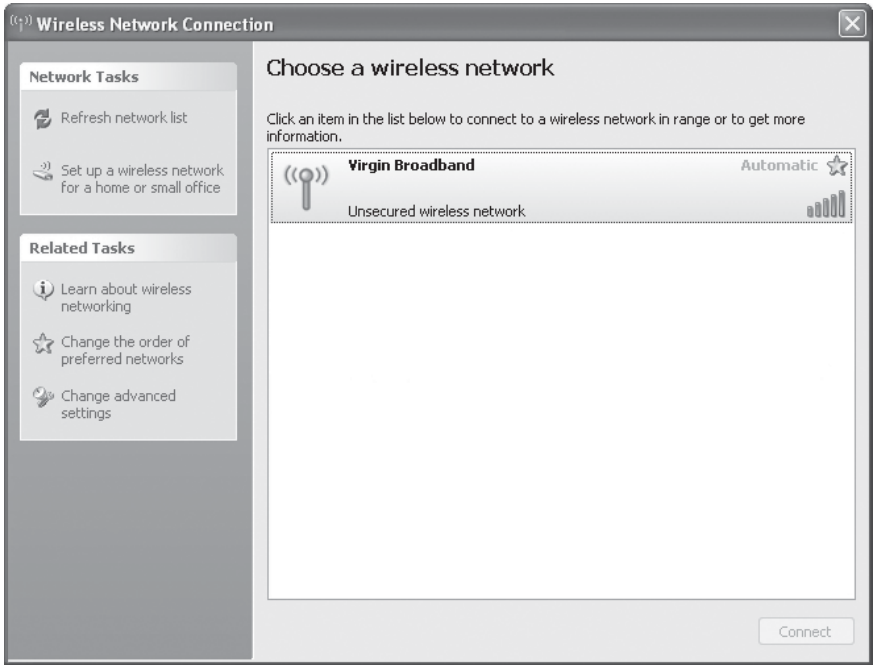 Wireless Network Connection
Network Tasks
Refresh network list
Set up a wireless network
for a home or small office
Related Tasks
Learn about wireless
networking
Change the order of
preferred networks
Change advanced
settings
Choose a wireless network
Click an item in the list below to connect to a wireless network in range or to get more
information.
Virgin Broadband Automatic
Unsecured wireless network
Connect